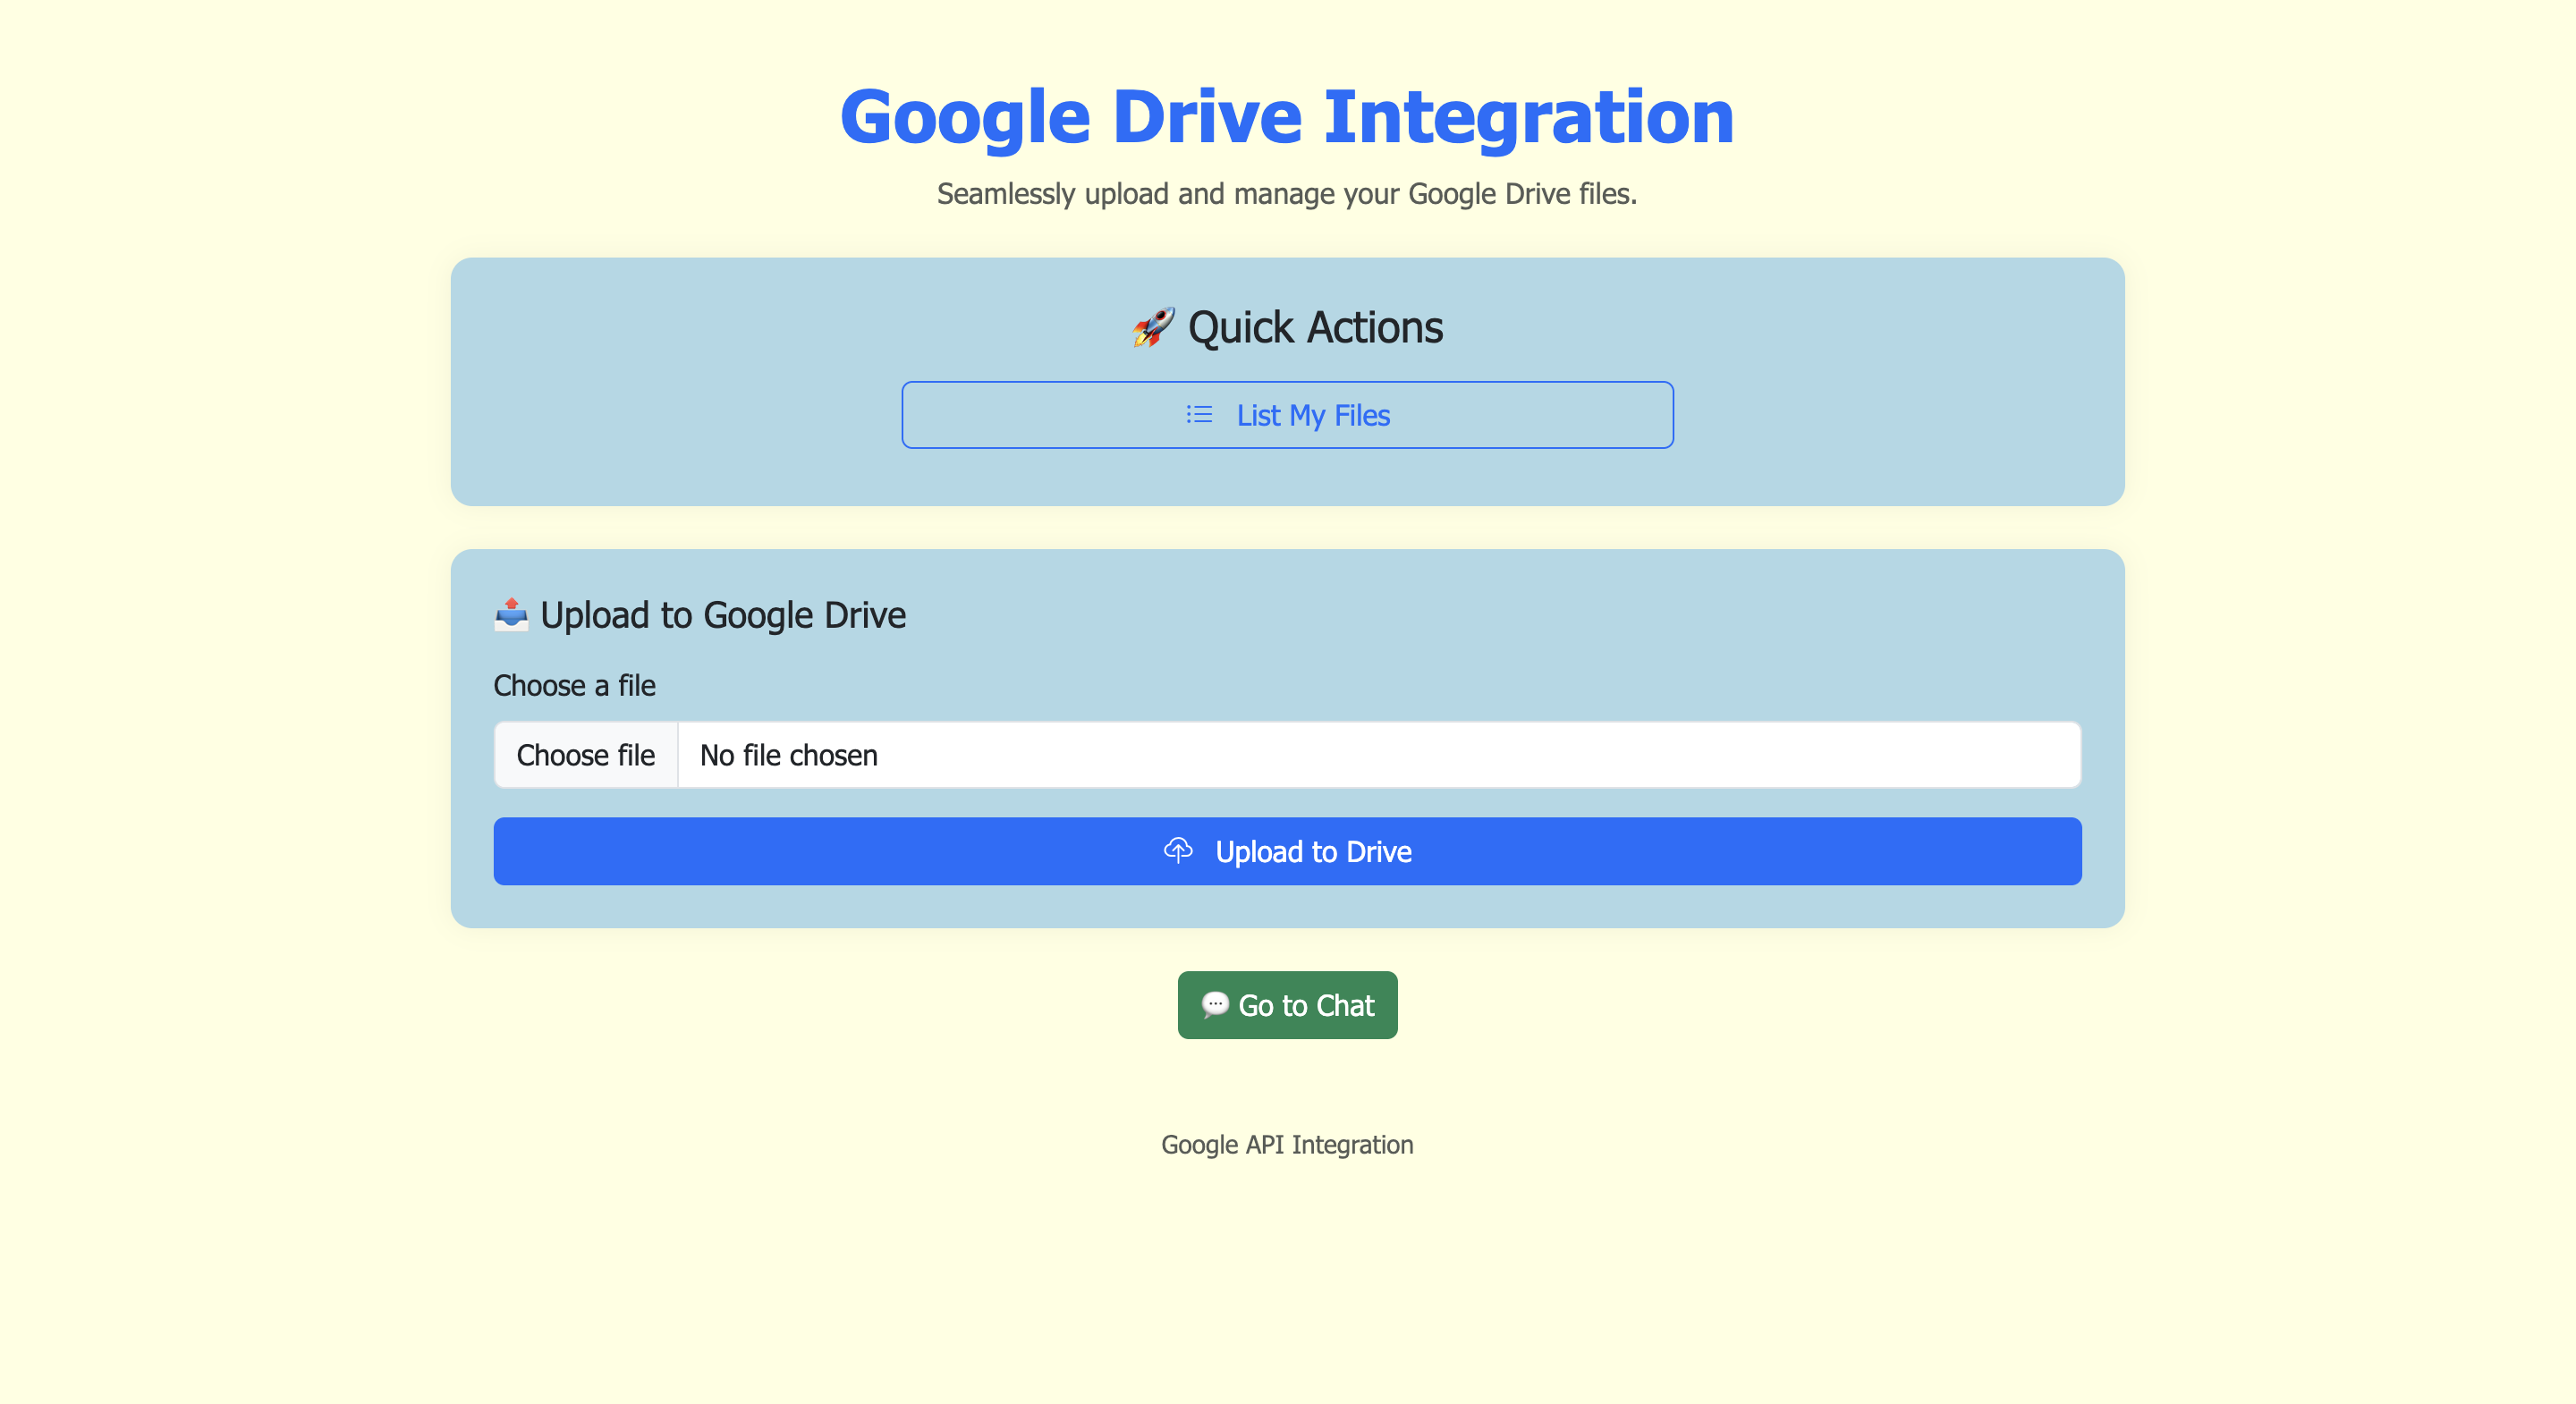 Google Drive Integration
Seamlessly upload and manage your Google Drive files.
🚀 Quick Actions
List My Files
📤 Upload to Google Drive
Choose a file
Choose file No file chosen
Upload to Drive
💬 Go to Chat
Google API Integration